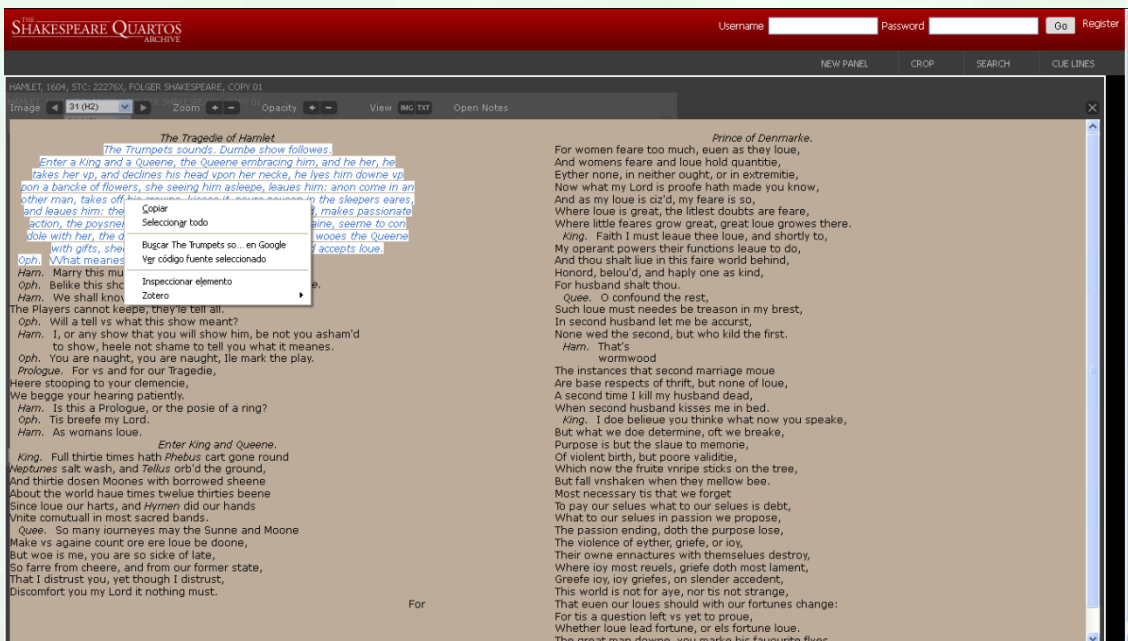 THE
SHAKESPEARE QUARTOS
ARCHIVE
Username
Password
Go
Register
NEW PANEL
CROP
SEARCH
CUE LINES
HAMLET, 1604, STC: 22276X, FOLGER SHAKESPEARE, COPY 01
Image
31 (H2)
Zoom + -
Opacity + -
View IMG TXT
Open Notes
The Tragedie of Hamlet
The Trumpets sounds. Dumbe show followes.
Enter a King and a Queene, the Queene embracing him, and he her, he
takes her vp, and declines his head vpon her necke, he lyes him downe vp
pon a bancke of flowers, she seeing him asleepe, leaues him: anon come in an
other man, takes off his crowne, kisses it, poure poyson in the sleepers eares,
and leaues him: the makes passionate
action, the poysner seeme to con
dole with her, the d wooes the Queene
with gifts, shee accepts loue.
Oph. What meanes
Ham. Marry this mu
Oph. Belike this sho
Ham. We shall know
The Players cannot keepe, they'le tell all.
Oph. Will a tell vs what this show meant?
Ham. I, or any show that you will show him, be not you asham'd
to show, heele not shame to tell you what it meanes.
Oph. You are naught, you are naught, Ile mark the play.
Prologue. For vs and for our Tragedie,
Heere stooping to your clemencie,
We begge your hearing patiently.
Ham. Is this a Prologue, or the posie of a ring?
Oph. Tis breefe my Lord.
Ham. As womans loue.
Enter King and Queene.
King. Full thirtie times hath Phebus cart gone round
Neptunes salt wash, and Tellus orb'd the ground,
And thirtie dosen Moones with borrowed sheene
About the world haue times twelue thirties beene
Since loue our harts, and Hymen did our hands
Vnite comutuall in most sacred bands.
Quee. So many iourneyes may the Sunne and Moone
Make vs againe count ore ere loue be doone,
But woe is me, you are so sicke of late,
So farre from cheere, and from our former state,
That I distrust you, yet though I distrust,
Discomfort you my Lord it nothing must.
For
Copiar
Seleccionar todo
Buscar The Trumpets so... en Google
Ver código fuente seleccionado
Inspeccionar elemento
Zotero
Prince of Denmarke.
For women feare too much, euen as they loue,
And womens feare and loue hold quantitie,
Eyther none, in neither ought, or in extremitie,
Now what my Lord is proofe hath made you know,
And as my loue is ciz'd, my feare is so,
Where loue is great, the litlest doubts are feare,
Where little feares grow great, great loue growes there.
King. Faith I must leaue thee loue, and shortly to,
My operant powers their functions leaue to do,
And thou shalt liue in this faire world behind,
Honord, belou'd, and haply one as kind,
For husband shalt thou.
Quee. O confound the rest,
Such loue must needes be treason in my brest,
In second husband let me be accurst,
None wed the second, but who kild the first.
Ham. That's
wormwood
The instances that second marriage moue
Are base respects of thrift, but none of loue,
A second time I kill my husband dead,
When second husband kisses me in bed.
King. I doe belieue you thinke what now you speake,
But what we doe determine, oft we breake,
Purpose is but the slaue to memorie,
Of violent birth, but poore validitie,
Which now the fruite vnripe sticks on the tree,
But fall vnshaken when they mellow bee.
Most necessary tis that we forget
To pay our selues what to our selues is debt,
What to our selues in passion we propose,
The passion ending, doth the purpose lose,
The violence of eyther, griefe, or ioy,
Their owne ennactures with themselues destroy,
Where ioy most reuels, griefe doth most lament,
Greefe ioy, ioy griefes, on slender accedent,
This world is not for aye, nor tis not strange,
That euen our loues should with our fortunes change:
For tis a question left vs yet to proue,
Whether loue lead fortune, or els fortune loue.
The great man downe, you marke his fauourite flyes,